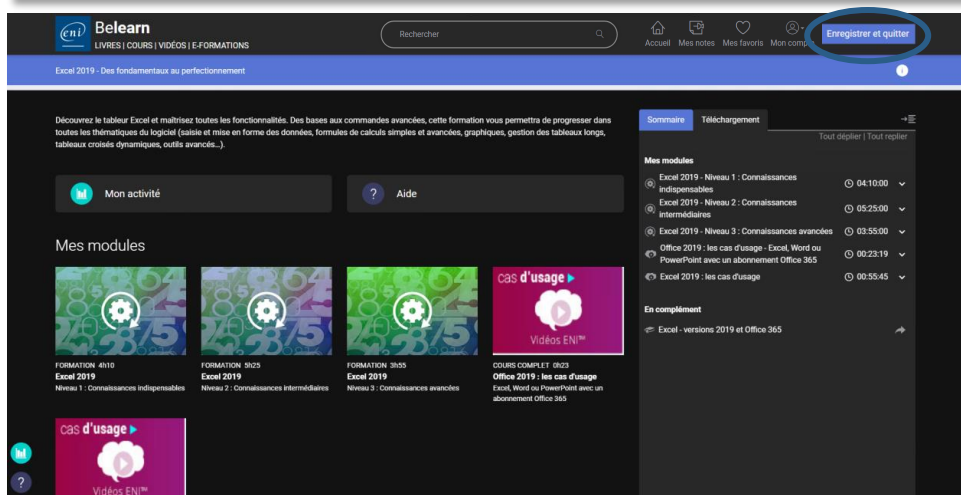 eni Belearn
LIVRES | COURS | VIDÉOS | E-FORMATIONS
Rechercher
Accueil
Mes notes
Mes favoris
Mon compte
Enregistrer et quitter
Excel 2019 - Des fondamentaux au perfectionnement
Découvrez le tableur Excel et maîtrisez toutes les fonctionnalités. Des bases aux commandes avancées, cette formation vous permettra de progresser dans
toutes les thématiques du logiciel (saisie et mise en forme des données, formules de calculs simples et avancées, graphiques, gestion des tableaux longs,
tableaux croisés dynamiques, outils avancés...).
Mon activité
? Aide
Mes modules
FORMATION 4h10
Excel 2019
Niveau 1 : Connaissances indispensables
FORMATION 5h25
Excel 2019
Niveau 2 : Connaissances intermédiaires
FORMATION 3h55
Excel 2019
Niveau 3 : Connaissances avancées
cas d'usage
Vidéos ENI™
COURS COMPLET 0h23
Office 2019 : les cas d'usage
Excel, Word ou PowerPoint avec un
abonnement Office 365
cas d'usage
Vidéos ENI™
Sommaire
Téléchargement
Tout déplier | Tout replier
Mes modules
Excel 2019 - Niveau 1 : Connaissances
indispensables
04:10:00
Excel 2019 - Niveau 2 : Connaissances
intermédiaires
05:25:00
Excel 2019 - Niveau 3 : Connaissances avancées
03:55:00
Office 2019 : les cas d'usage - Excel, Word ou
PowerPoint avec un abonnement Office 365
00:23:19
Excel 2019 : les cas d'usage
00:55:45
En complément
Excel - versions 2019 et Office 365
?